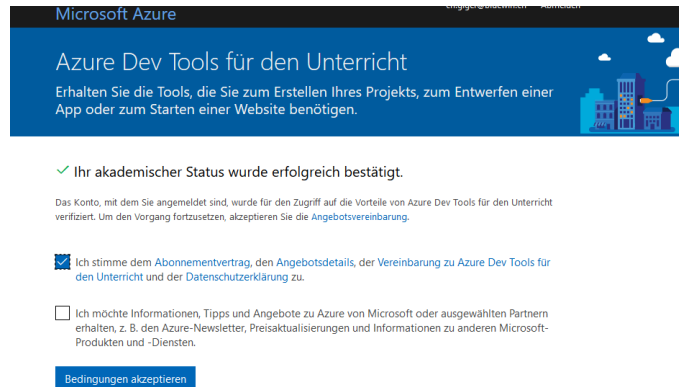 Microsoft Azure
Azure Dev Tools für den Unterricht
Erhalten Sie die Tools, die Sie zum Erstellen Ihres Projekts, zum Entwerfen einer
App oder zum Starten einer Website benötigen.
Ihr akademischer Status wurde erfolgreich bestätigt.
Das Konto, mit dem Sie angemeldet sind, wurde für den Zugriff auf die Vorteile von Azure Dev Tools für den Unterricht
verifiziert. Um den Vorgang fortzusetzen, akzeptieren Sie die Angebotsvereinbarung.
Ich stimme dem Abonnementvertrag, den Angebotsdetails, der Vereinbarung zu Azure Dev Tools für
den Unterricht und der Datenschutzerklärung zu.
Ich möchte Informationen, Tipps und Angebote zu Azure von Microsoft oder ausgewählten Partnern
erhalten, z. B. den Azure-Newsletter, Preisaktualisierungen und Informationen zu anderen Microsoft-
Produkten und -Diensten.
Bedingungen akzeptieren